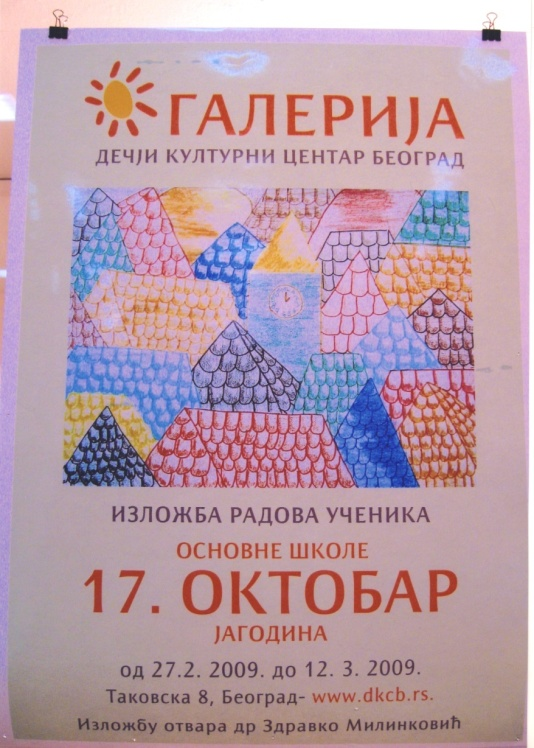 ГАЛЕРИЈА
ДЕЧЈИ КУЛТУРНИ ЦЕНТАР БЕОГРАД
ИЗЛОЖБА РАДОВА УЧЕНИКА
ОСНОВНЕ ШКОЛЕ
17. ОКТОБАР
ЈАГОДИНА
од 27.2. 2009. до 12. 3. 2009.
Таковска 8, Београд- www.dkcb.rs.
Изложбу отвара др Здравко Милинковић